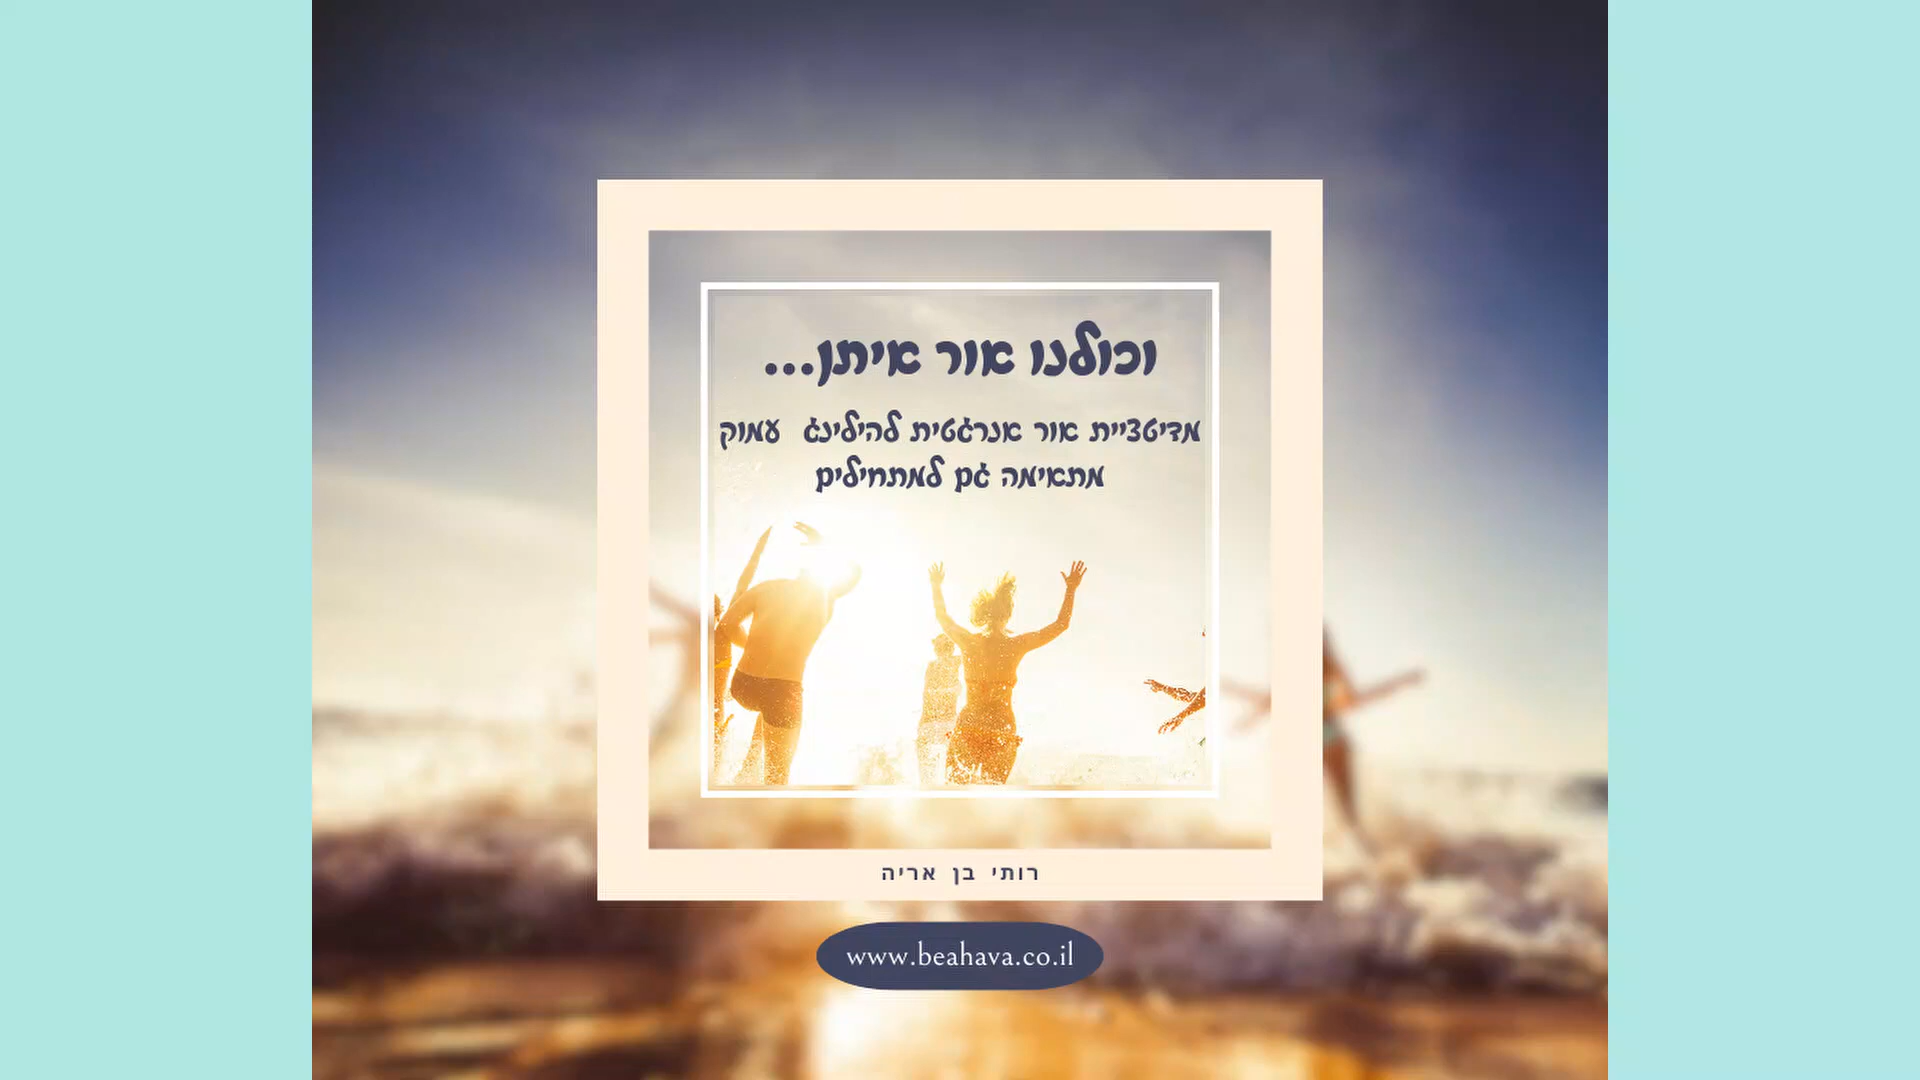 וכולנו אור איתן...
מדיטציית אור אנרגטית להילינג עמוק
מתאימה גם למתחילים
רותי בן אריה
www.beahava.co.il